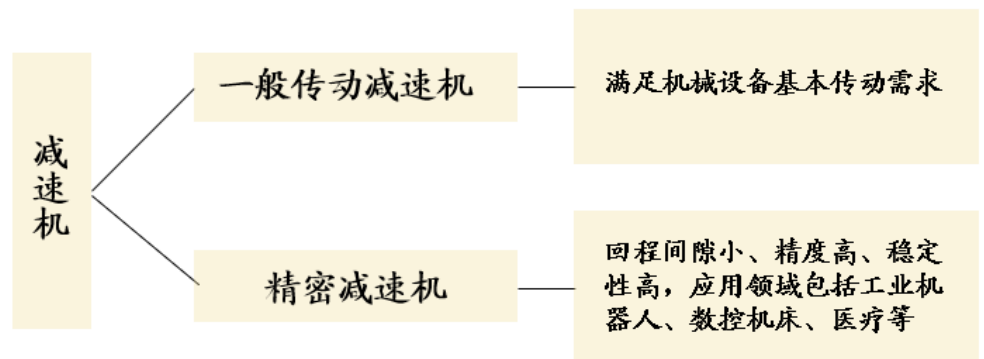 减速机
一般传动减速机
满足机械设备基本传动需求
精密减速机
回程间隙小、精度高、稳定
性高，应用领域包括工业机
器人、数控机床、医疗等